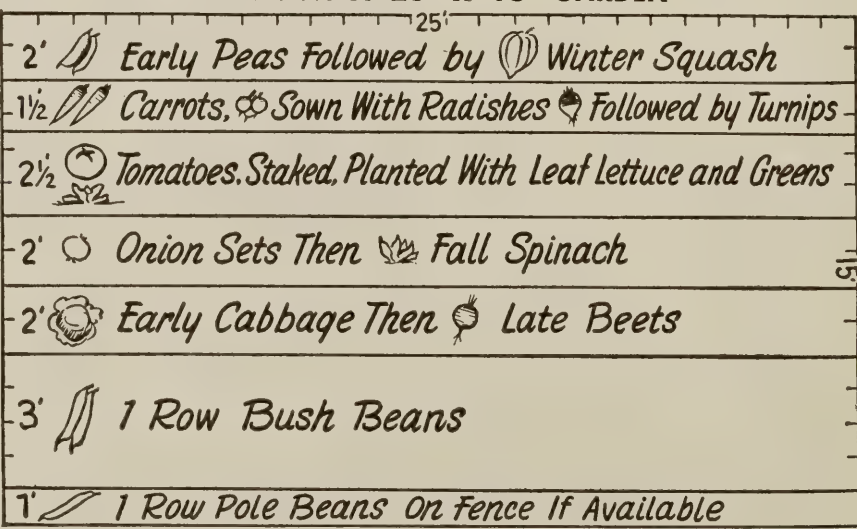 25'
2' Early Peas Followed by Winter Squash
1½ Carrots, Sown With Radishes Followed by Turnips
2½ Tomatoes, Staked, Planted With Leaf lettuce and Greens
2' Onion Sets Then Fall Spinach
15'
2' Early Cabbage Then Late Beets
3' 1 Row Bush Beans
1' 1 Row Pole Beans On Fence If Available